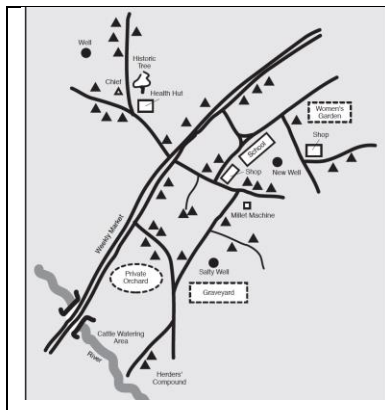 Well
Historic
Tree
Chief
Health Hut
Women's
Garden
Shop
School
Shop
New Well
Millet Machine
Weekly Market
Salty Well
Private
Orchard
Graveyard
Cattle Watering
Area
River
Herders'
Compound